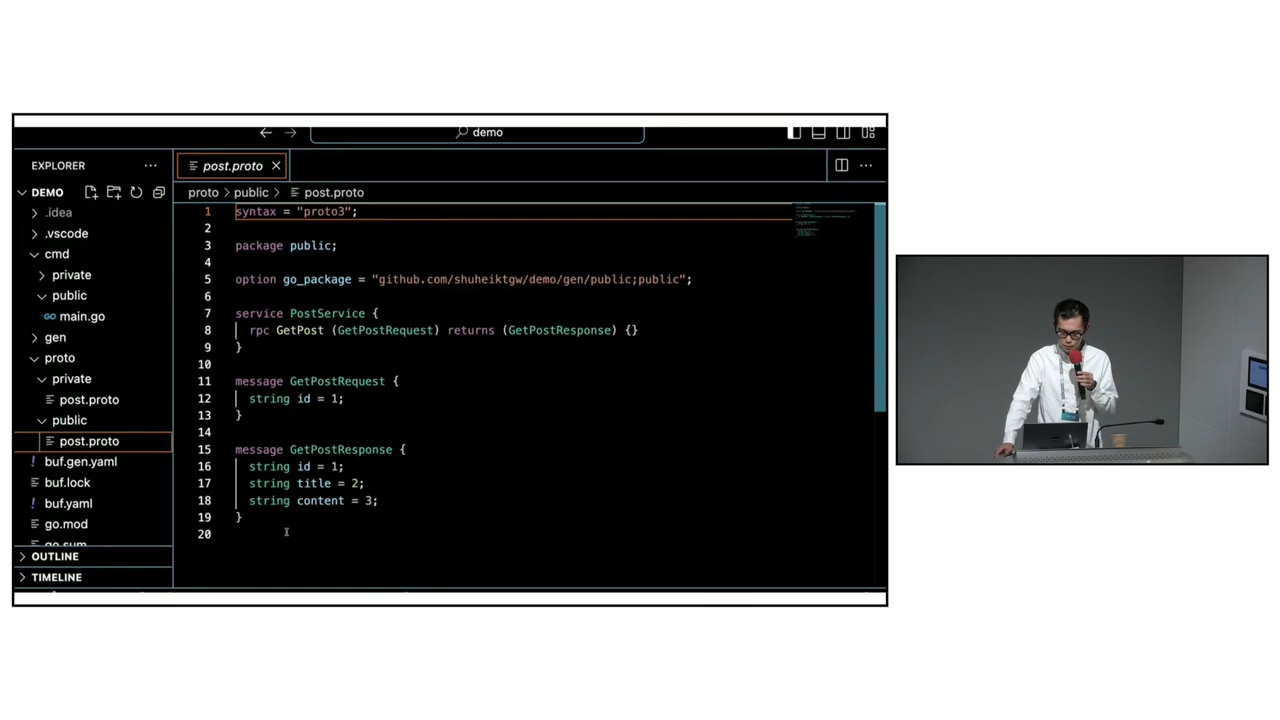 demo
EXPLORER
post.proto
DEMO
proto > public > post.proto
.idea
.vscode
cmd
private
public
main.go
gen
proto
private
post.proto
public
post.proto
buf.gen.yaml
buf.lock
buf.yaml
go.mod
go.sum
OUTLINE
TIMELINE
1 syntax = "proto3";
2
3 package public;
4
5 option go_package = "github.com/shuheiktgw/demo/gen/public;public";
6
7 service PostService {
8 rpc GetPost (GetPostRequest) returns (GetPostResponse) {}
9 }
10
11 message GetPostRequest {
12 string id = 1;
13 }
14
15 message GetPostResponse {
16 string id = 1;
17 string title = 2;
18 string content = 3;
19 }
20